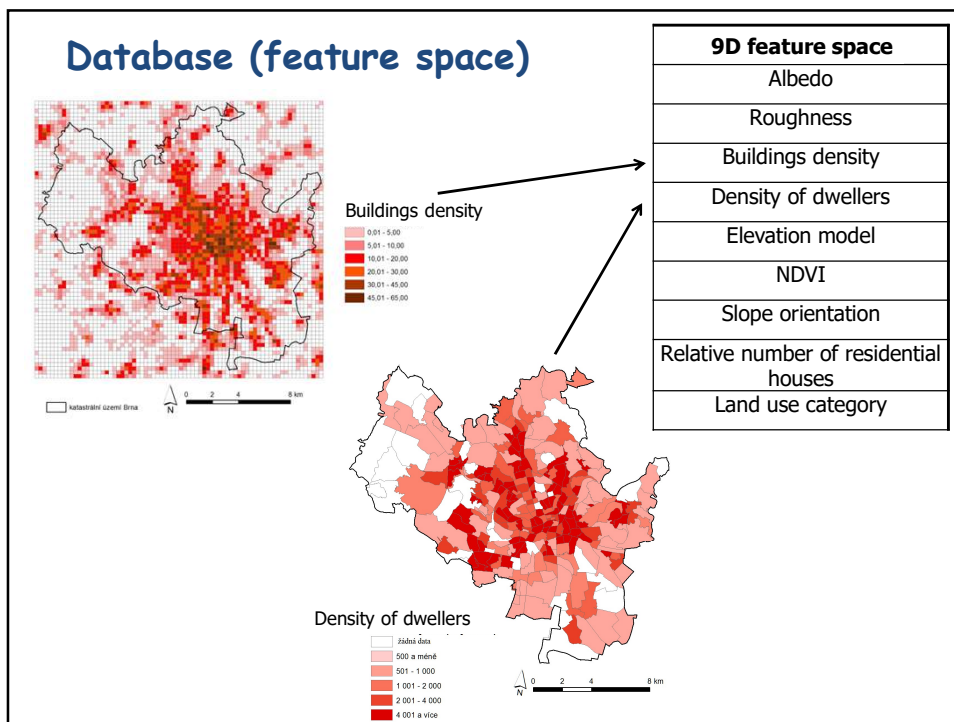 Database (feature space)
9D feature space
Albedo
Roughness
Buildings density
Density of dwellers
Elevation model
NDVI
Slope orientation
Relative number of residential
houses
Land use category
Buildings density
0,01 - 5,00
5,01 - 10,00
10,01 - 20,00
20,01 - 30,00
30,01 - 45,00
45,01 - 65,00
katastrální území Brna
N
0 2 4 8 km
Density of dwellers
žádná data
500 a méně
501 - 1 000
1 001 - 2 000
2 001 - 4 000
4 001 a více
N
0 2 4 8 km